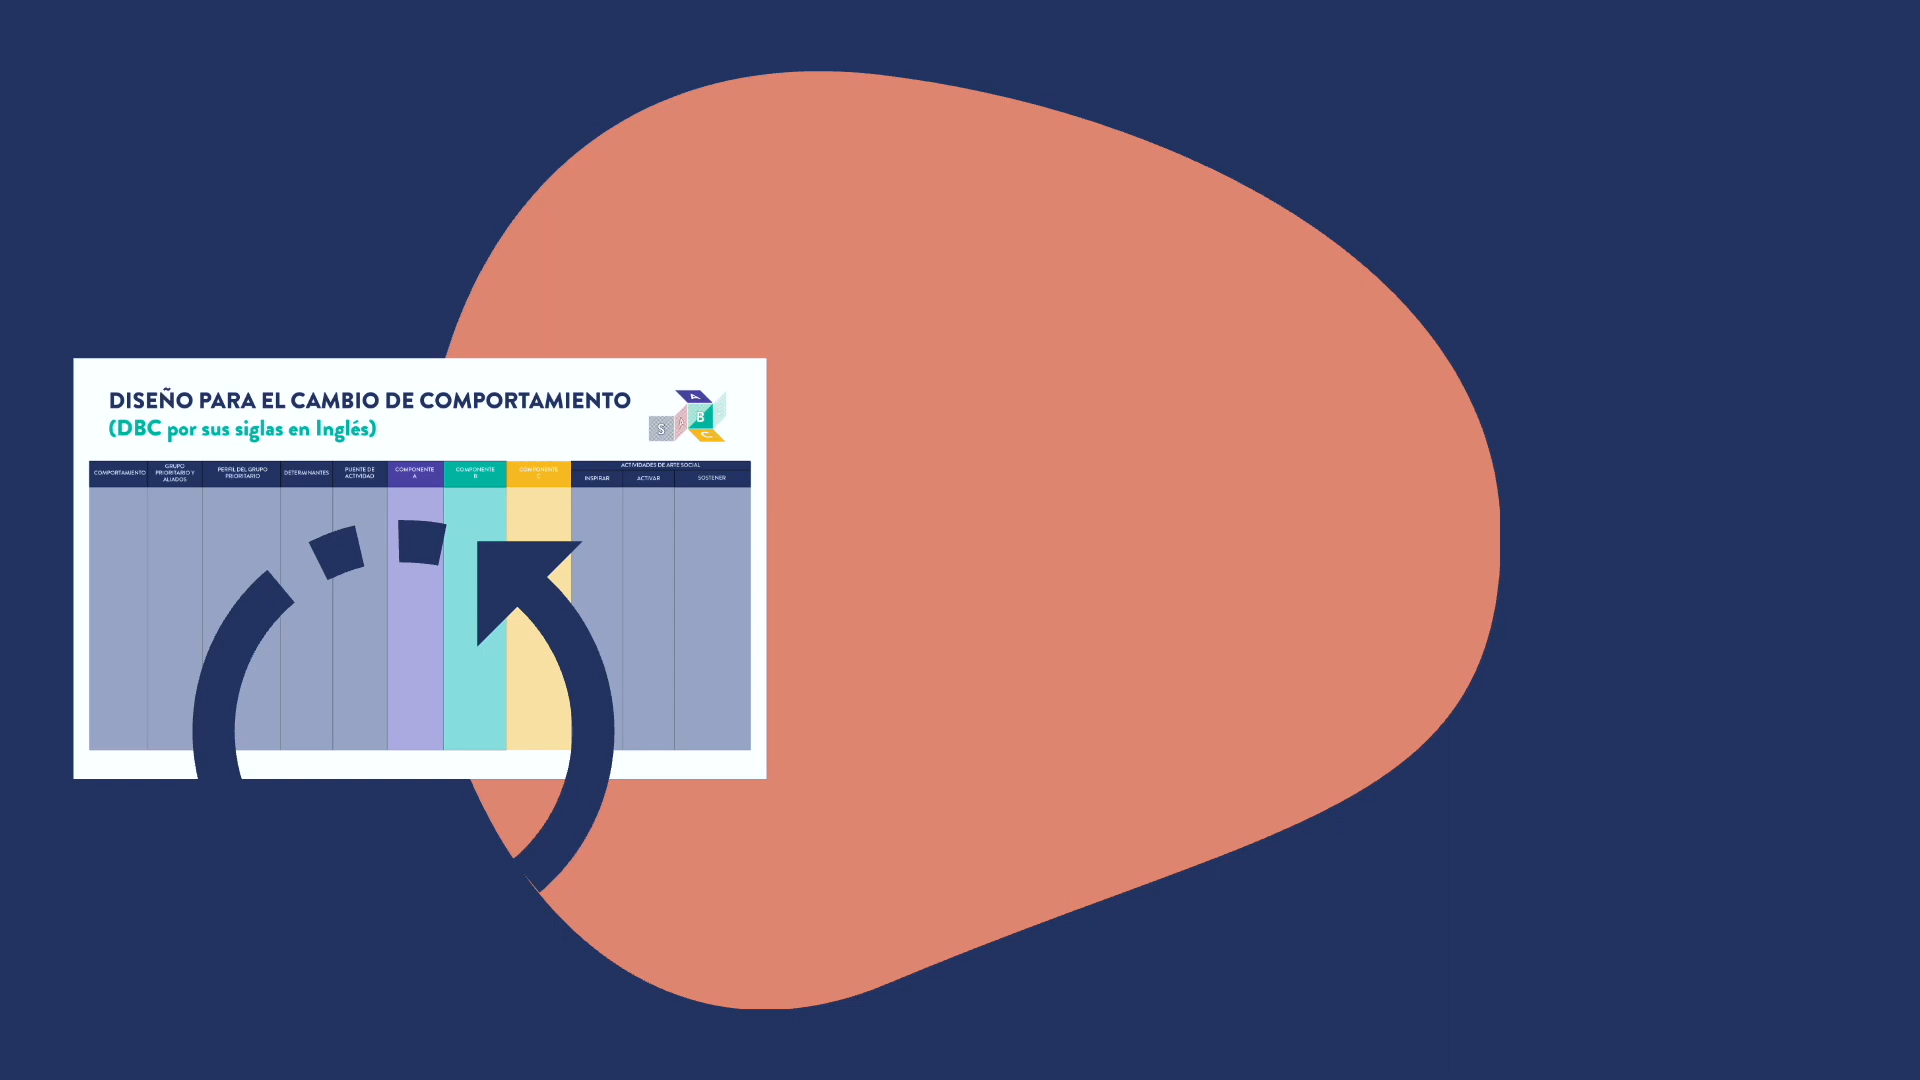 DISEÑO PARA EL CAMBIO DE COMPORTAMIENTO
(DBC por sus siglas en Inglés)
S A A B C
COMPORTAMIENTO
GRUPO
PRIORITARIO Y
ALIADOS
PERFIL DEL GRUPO
PRIORITARIO
DETERMINANTES
PUENTE DE
ACTIVIDAD
COMPONENTE
A
COMPONENTE
B
COMPONENTE
C
ACTIVIDADES DE ARTE SOCIAL
INSPIRAR
ACTIVAR
SOSTENER